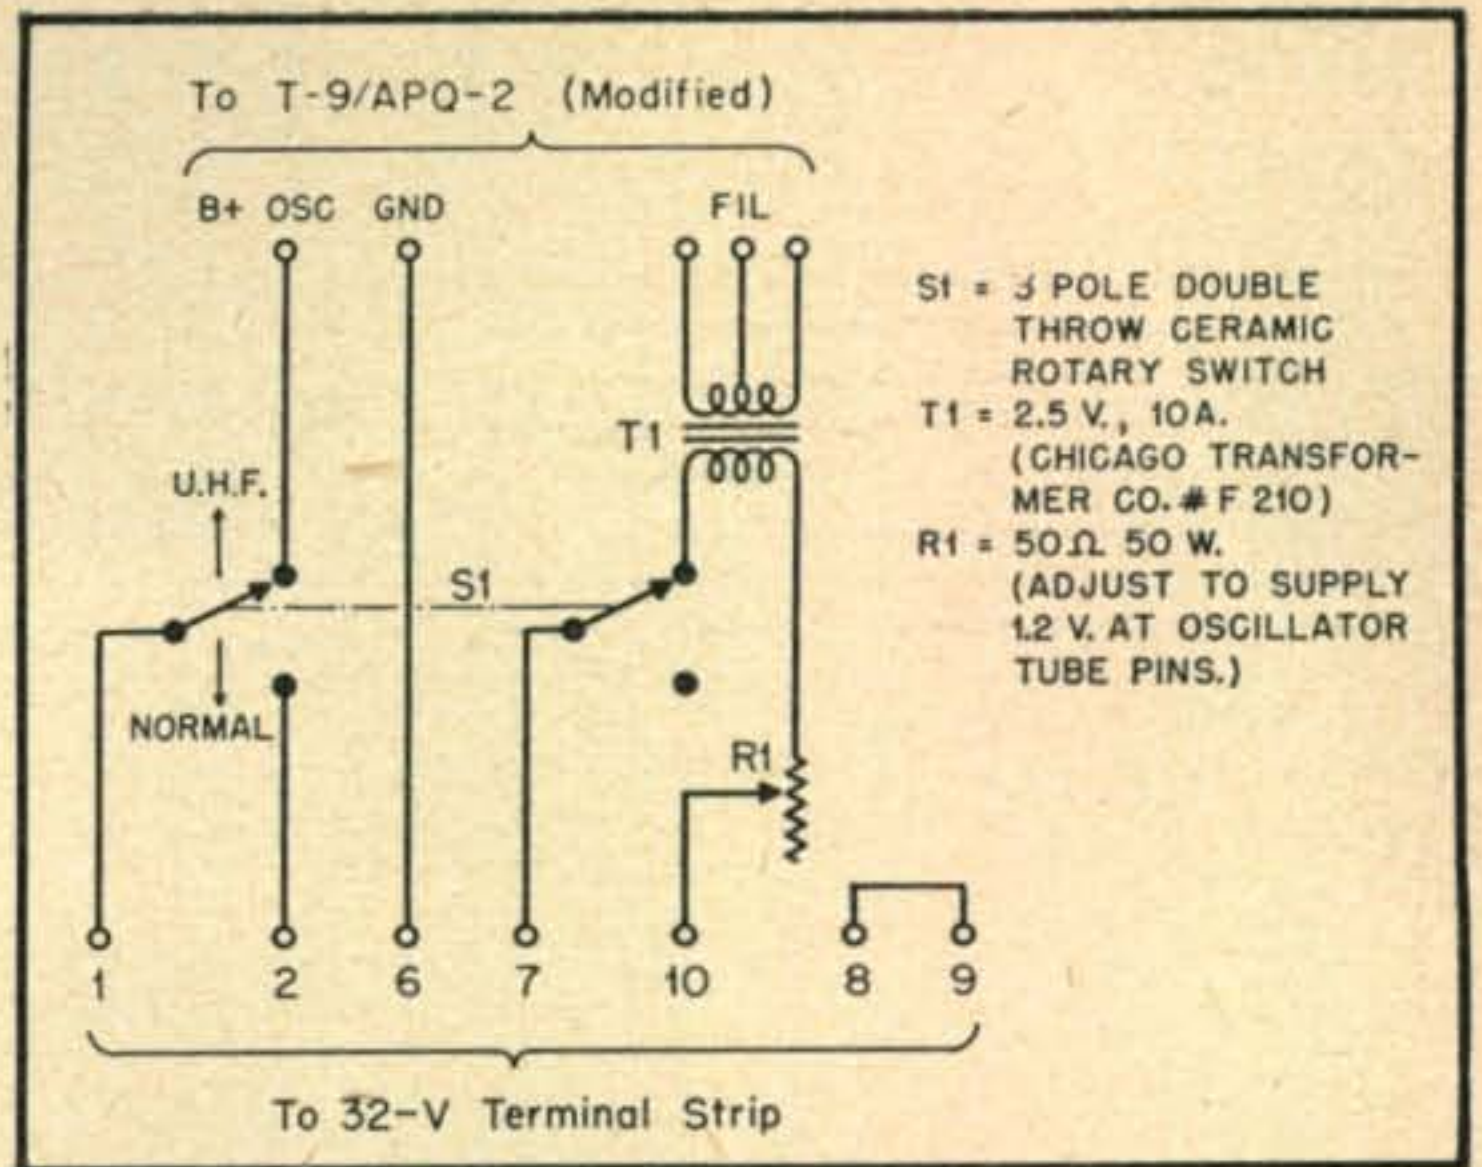 To T-9/APQ-2 (Modified)
B+ OSC GND FIL
S1 = 3 POLE DOUBLE
THROW CERAMIC
ROTARY SWITCH
T1 = 2.5 V., 10A.
(CHICAGO TRANSFOR-
MER CO. # F 210)
R1 = 50Ω 50 W.
(ADJUST TO SUPPLY
1.2 V. AT OSCILLATOR
TUBE PINS.)
T1
U.H.F.
S1
NORMAL
R1
1 2 6 7 10 8 9
To 32-V Terminal Strip